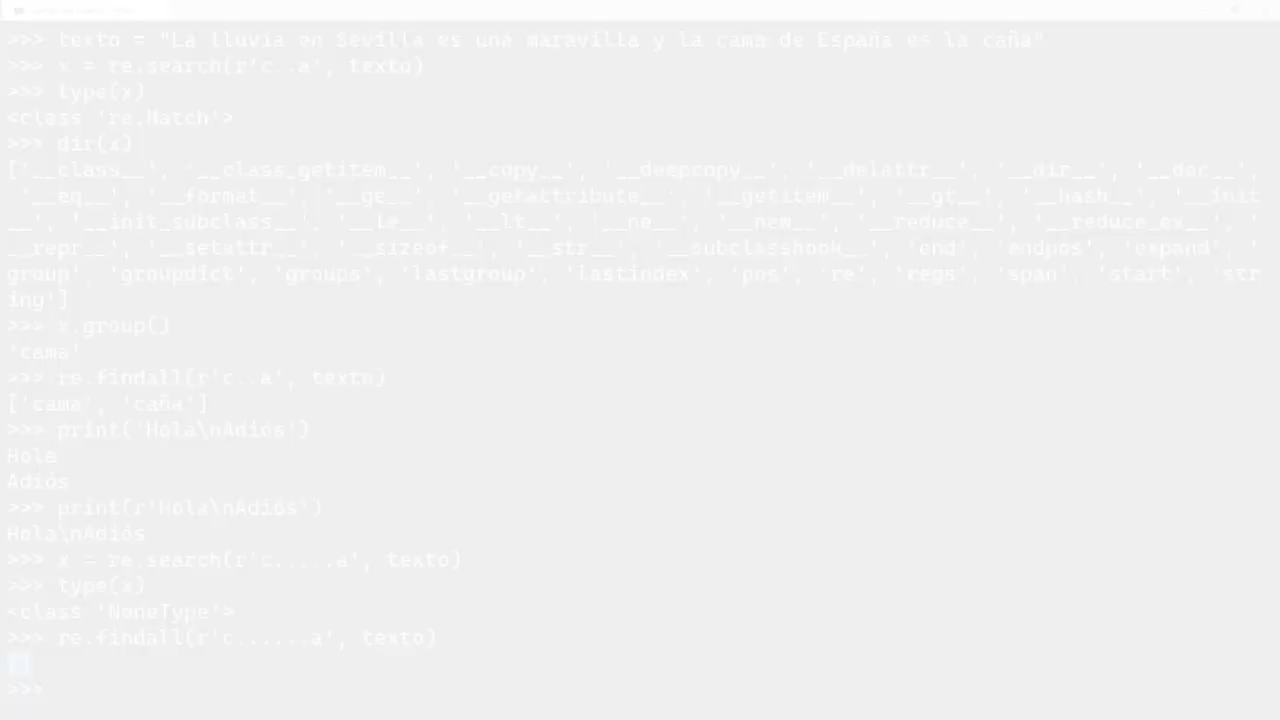 >>> texto = "La lluvia en Sevilla es una maravilla y la cama de España es la caña"
>>> x = re.search(r'c..a', texto)
>>> type(x)
<class 're.Match'>
>>> dir(x)
['__class__', '__class_getitem__', '__copy__', '__deepcopy__', '__delattr__', '__dir__', '__doc__',
'__eq__', '__format__', '__ge__', '__getattribute__', '__getitem__', '__gt__', '__hash__', '__init
__', '__init_subclass__', '__le__', '__lt__', '__ne__', '__new__', '__reduce__', '__reduce_ex__', '
__repr__', '__setattr__', '__sizeof__', '__str__', '__subclasshook__', 'end', 'endpos', 'expand', '
group', 'groupdict', 'groups', 'lastgroup', 'lastindex', 'pos', 're', 'regs', 'span', 'start', 'str
ing']
>>> x.group()
'cama'
>>> re.findall(r'c..a', texto)
['cama', 'caña']
>>> print('Hola\nAdiós')
Hola
Adiós
>>> print(r'Hola\nAdiós')
Hola\nAdiós
>>> x = re.search(r'c.....a', texto)
>>> type(x)
<class 'NoneType'>
>>> re.findall(r'c......a', texto)
[]
>>>